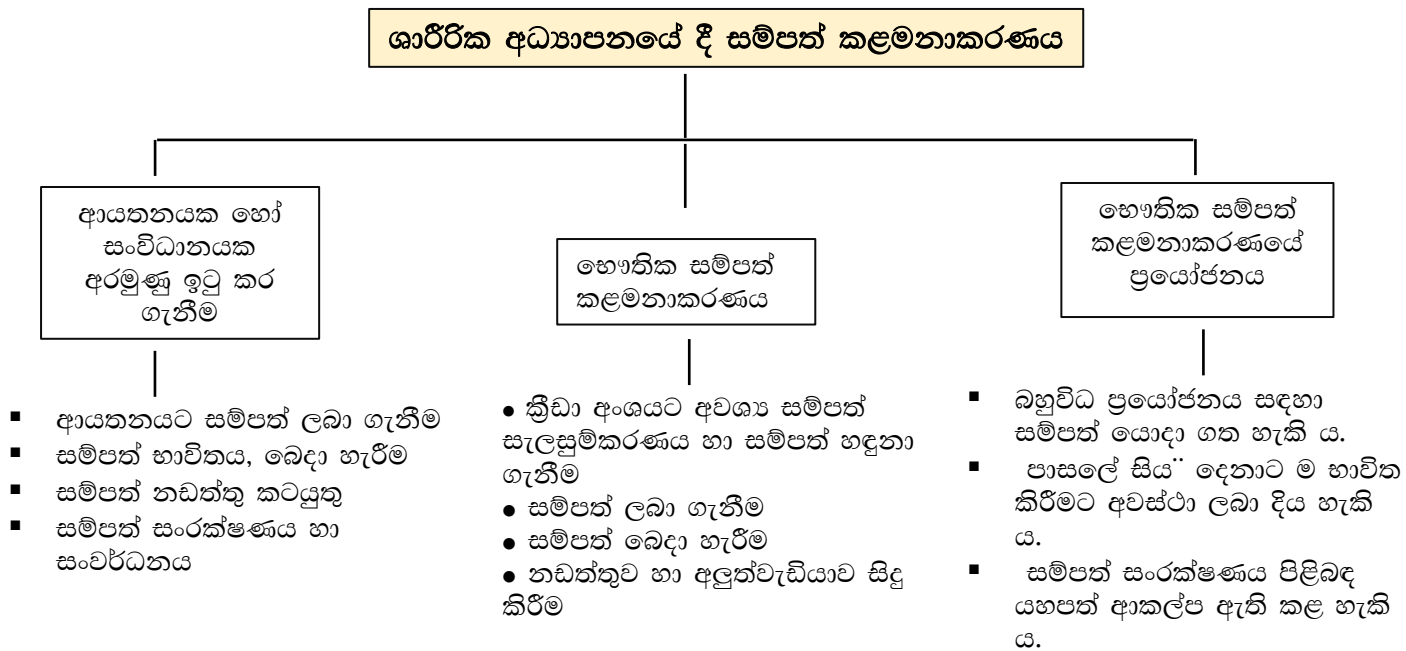 ශාරීරික අධ්‍යාපනයේ දී සම්පත් කළමනාකරණය
ආයතනයක හෝ
සංවිධානයක
අරමුණු ඉටු කර
ගැනීම
▪ ආයතනයට සම්පත් ලබා ගැනීම
▪ සම්පත් භාවිතය, බෙදා හැරීම
▪ සම්පත් නඩත්තු කටයුතු
▪ සම්පත් සංරක්ෂණය හා
සංවර්ධනය
භෞතික සම්පත්
කළමනාකරණය
● ක්‍රීඩා අංශයට අවශ්‍ය සම්පත්
සැලසුම්කරණය හා සම්පත් හඳුනා
ගැනීම
● සම්පත් ලබා ගැනීම
● සම්පත් බෙදා හැරීම
● නඩත්තුව හා අලුත්වැඩියාව සිදු
කිරීම
භෞතික සම්පත්
කළමනාකරණයේ
ප්‍රයෝජනය
▪ බහුවිධ ප්‍රයෝජනය සඳහා
සම්පත් යොදා ගත හැකි ය.
▪ පාසලේ සිය¨ දෙනාට ම භාවිත
කිරීමට අවස්ථා ලබා දිය හැකි
ය.
▪ සම්පත් සංරක්ෂණය පිළිබඳ
යහපත් ආකල්ප ඇති කළ හැකි
ය.